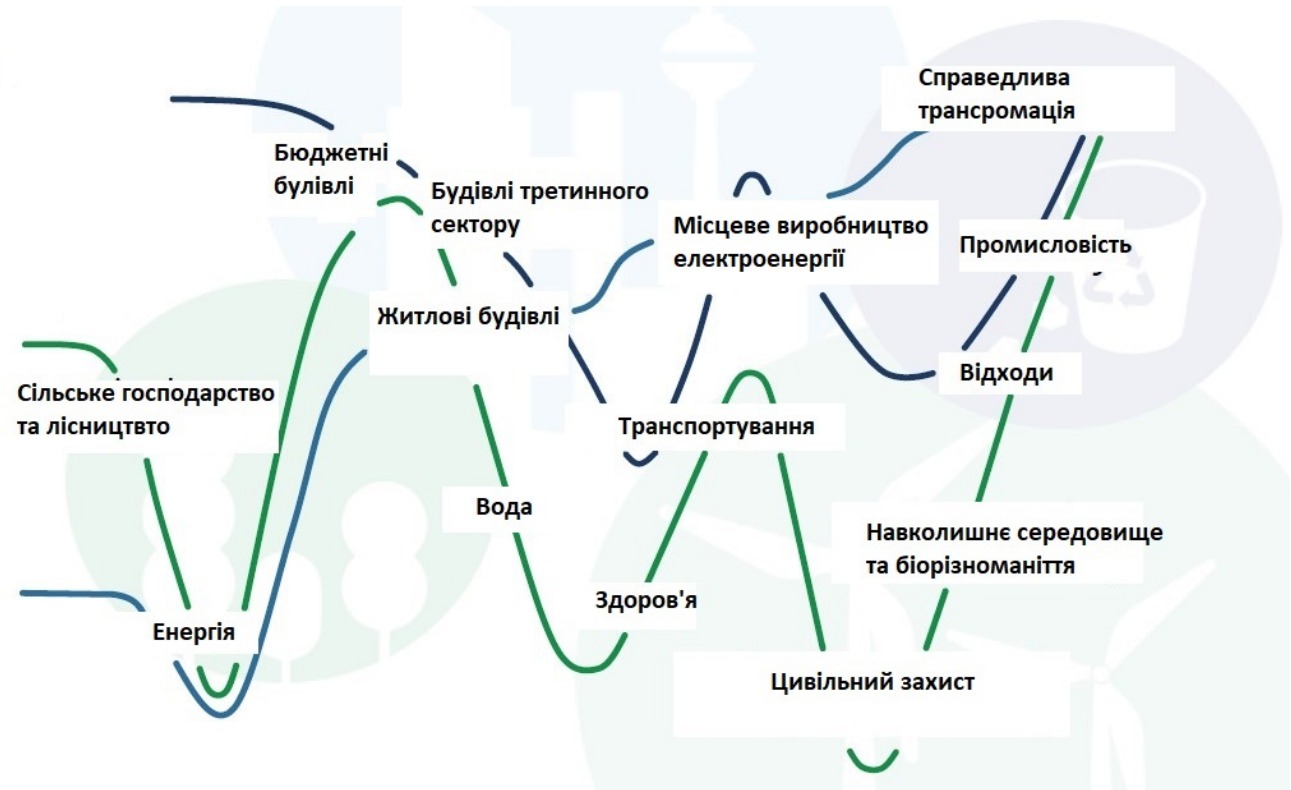 Справедлива
трансромація
Бюджетні
булівлі
Будівлі третинного
сектору
Місцеве виробництво
електроенергії
Промисловість
Житлові будівлі
Відходи
Сільське господарство
та лісництвто
Транспортування
Вода
Навколишнє середовище
та біорізноманіття
Здоров'я
Енергія
Цивільний захист